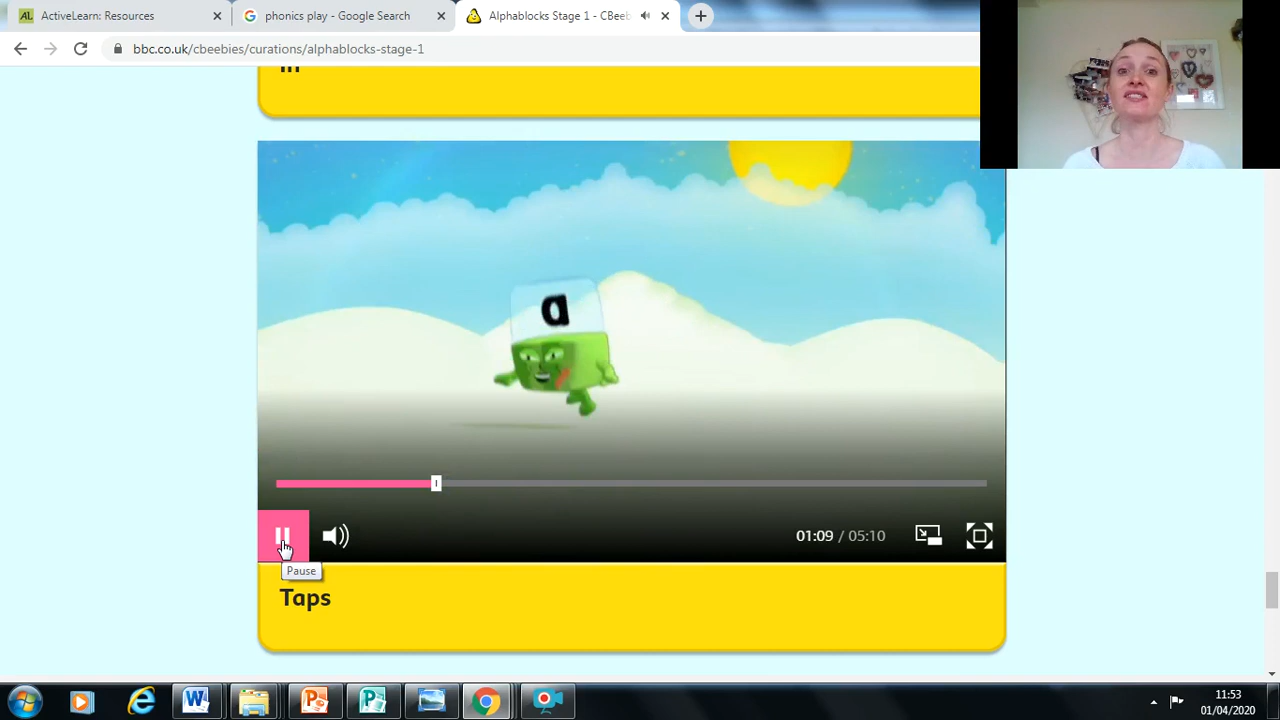 ActiveLearn: Resources
phonics play - Google Search
Alphablocks Stage 1 - CBeeb
bbc.co.uk/cbeebies/curations/alphablocks-stage-1
In
a
01:09 / 05:10
Pause
Taps
11:53
01/04/2020